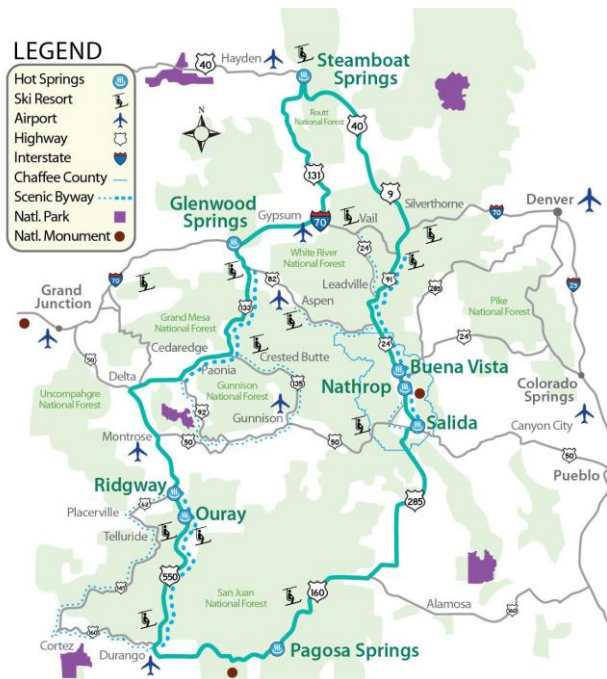 LEGEND
Hot Springs
Ski Resort
Airport
Highway
Interstate
Chaffee County
Scenic Byway
Natl. Park
Natl. Monument
N
40
Hayden
Steamboat
Springs
Routt
National Forest
40
131
9
Glenwood
Springs
Gypsum
70
Vail
Silverthorne
70
Denver
24
White River
National Forest
70
82
91
Leadville
285
25
Grand
Junction
133
Aspen
Pike
National Forest
Grand Mesa
National Forest
24
24
Cedaredge
Crested Butte
50
Paonia
Buena Vista
Delta
Gunnison
National Forest
135
Nathrop
Colorado
Springs
Uncompahgre
National Forest
92
Gunnison
Salida
Canyon City
Montrose
50
50
50
Pueblo
Ridgway
285
62
Placerville
Ouray
Telluride
550
145
San Juan
National Forest
160
Alamosa
160
160
Cortez
Durango
Pagosa Springs